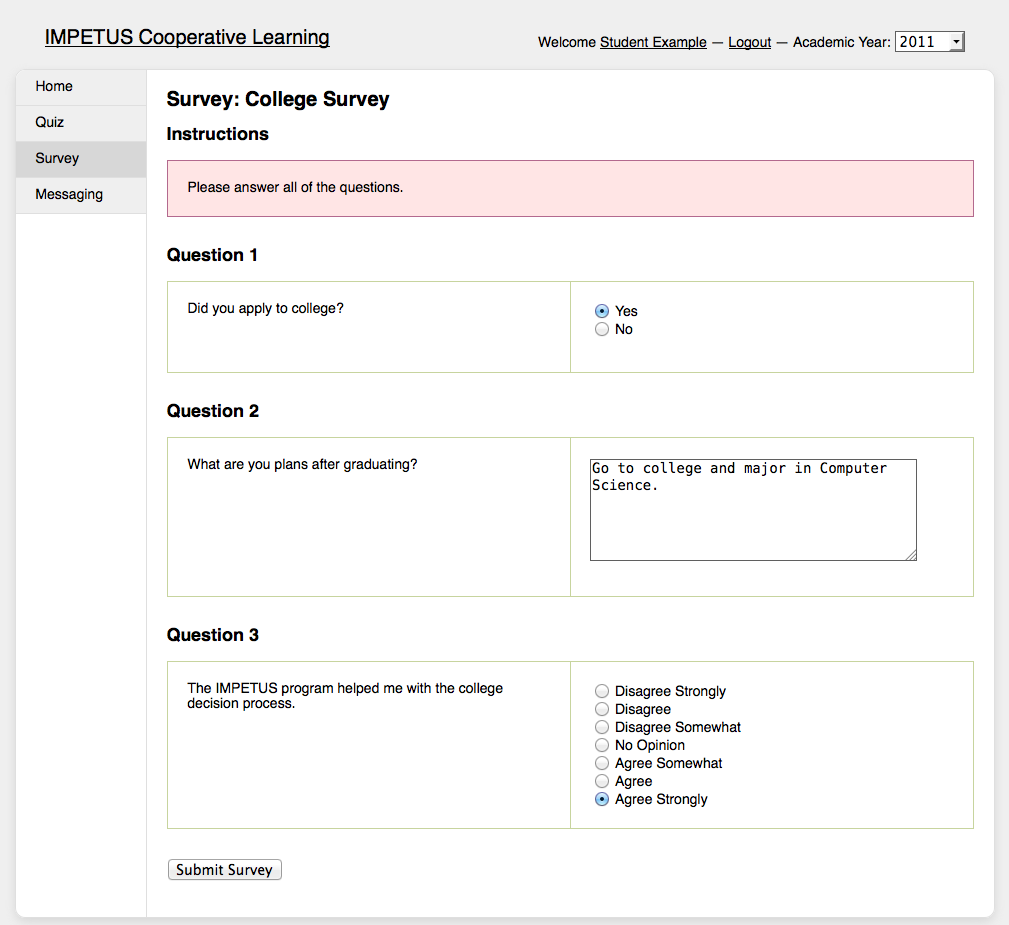 IMPETUS Cooperative Learning
Welcome Student Example — Logout — Academic Year: 2011
Home
Quiz
Survey
Messaging
Survey: College Survey
Instructions
Please answer all of the questions.
Question 1
Did you apply to college?
Yes
No
Question 2
What are you plans after graduating?
Go to college and major in Computer
Science.
Question 3
The IMPETUS program helped me with the college
decision process.
Disagree Strongly
Disagree
Disagree Somewhat
No Opinion
Agree Somewhat
Agree
Agree Strongly
Submit Survey